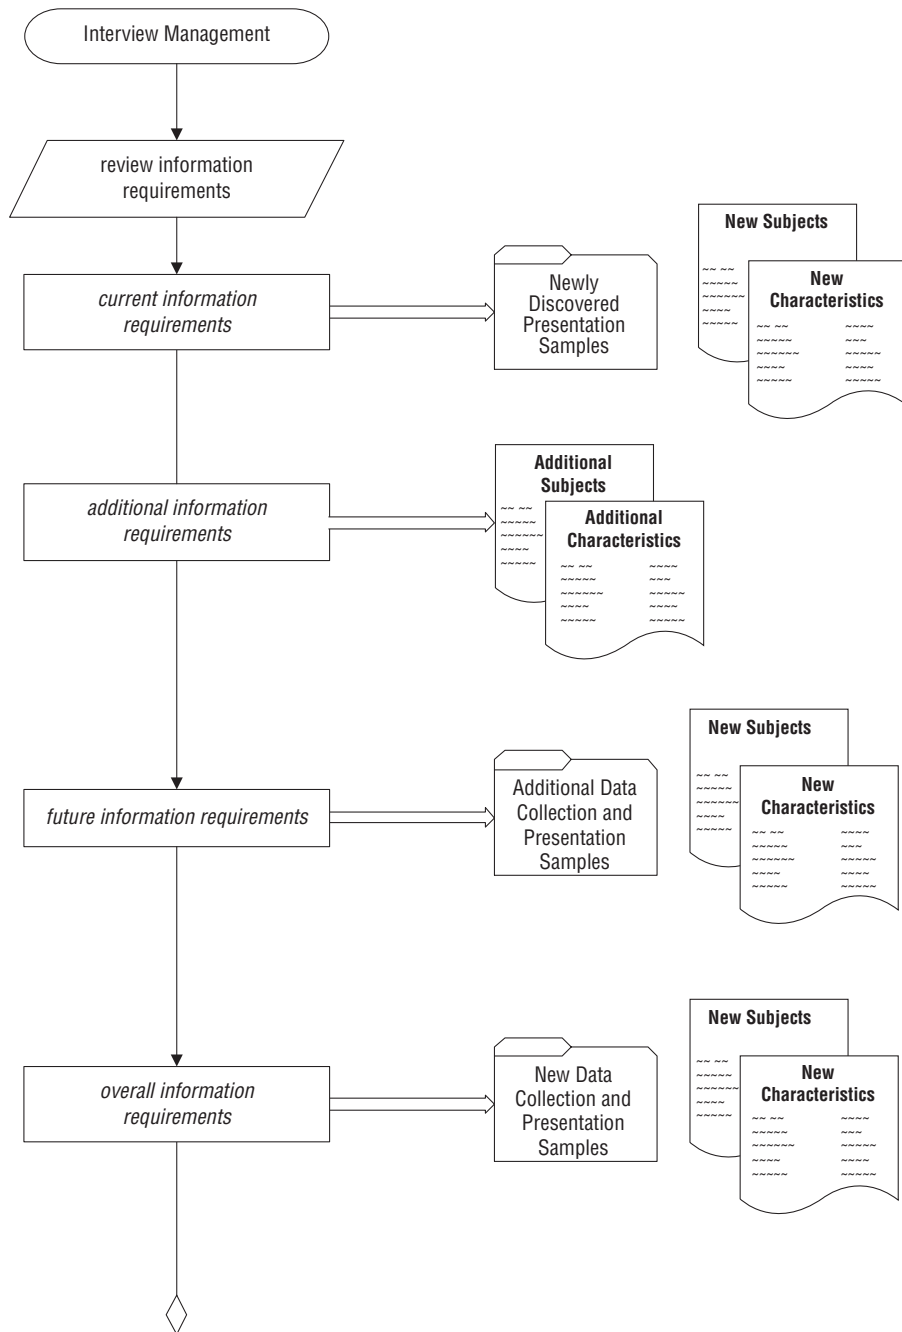 Interview Management
review information
requirements
current information
requirements
Newly
Discovered
Presentation
Samples
New Subjects
~~ ~~
~~~~~
~~~~~~
~~~~
~~~~~
New
Characteristics
~~ ~~ ~~~~
~~~~~ ~~~
~~~~~~ ~~~~~
~~~~ ~~~~
~~~~~ ~~~~~
additional information
requirements
Additional
Subjects
~~ ~~
~~~~~
~~~~~~
~~~~
~~~~~
Additional
Characteristics
~~ ~~ ~~~~
~~~~~ ~~~
~~~~~~ ~~~~~
~~~~ ~~~~
~~~~~ ~~~~~
future information requirements
Additional Data
Collection and
Presentation
Samples
New Subjects
~~ ~~
~~~~~
~~~~~~
~~~~
~~~~~
New
Characteristics
~~ ~~ ~~~~
~~~~~ ~~~
~~~~~~ ~~~~~
~~~~ ~~~~
~~~~~ ~~~~~
overall information
requirements
New Data
Collection and
Presentation
Samples
New Subjects
~~ ~~
~~~~~
~~~~~~
~~~~
~~~~~
New
Characteristics
~~ ~~ ~~~~
~~~~~ ~~~
~~~~~~ ~~~~~
~~~~ ~~~~
~~~~~ ~~~~~